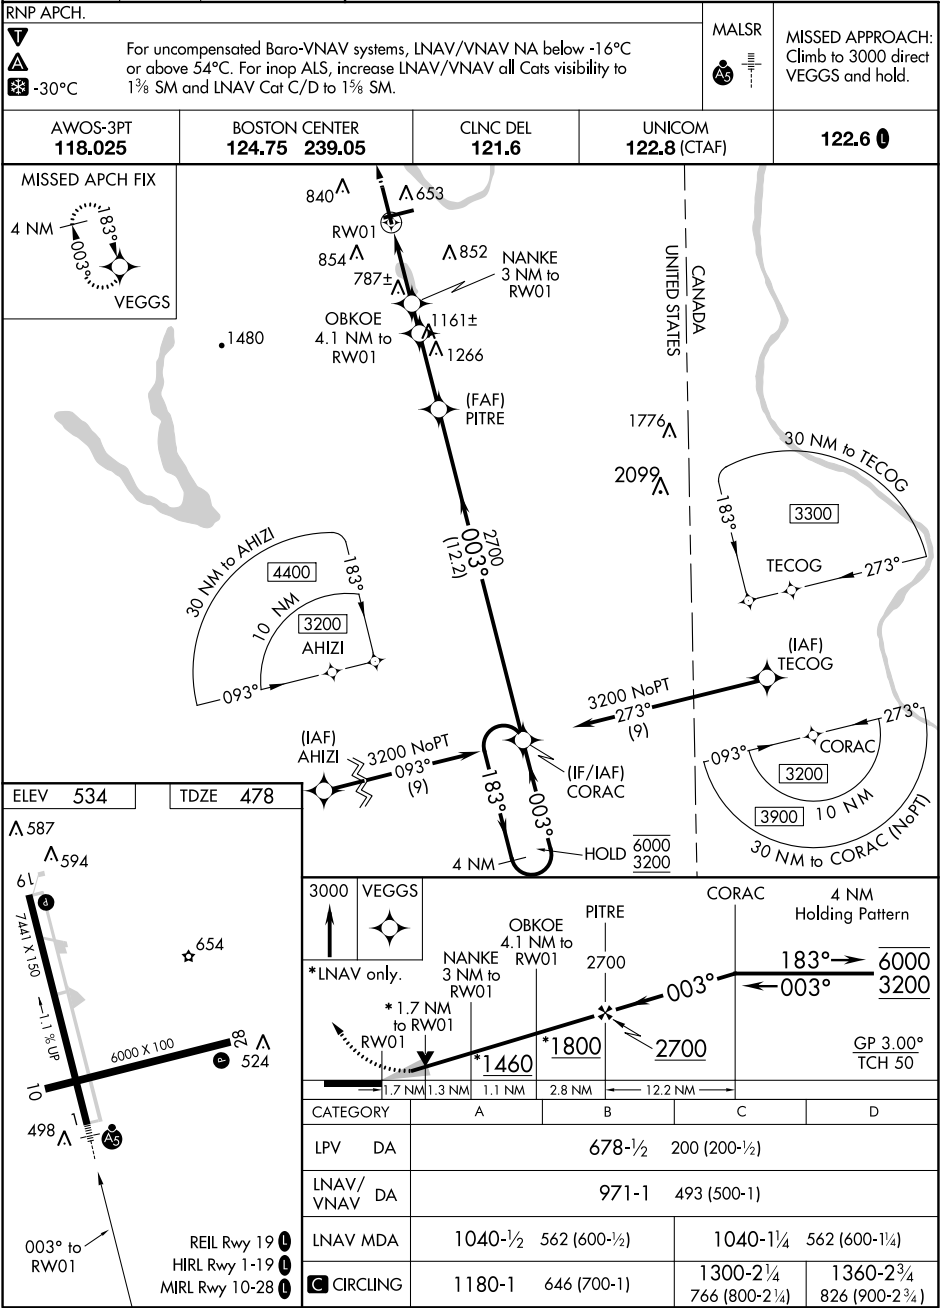 RNP APCH.
T
A
-30°C
For uncompensated Baro-VNAV systems, LNAV/VNAV NA below -16°C
or above 54°C. For inop ALS, increase LNAV/VNAV all Cats visibility to
1⅜ SM and LNAV Cat C/D to 1⅝ SM.
MALSR
A5
MISSED APPROACH:
Climb to 3000 direct
VEGGS and hold.
AWOS-3PT
118.025
BOSTON CENTER
124.75 239.05
CLNC DEL
121.6
UNICOM
122.8 (CTAF)
122.6 L
MISSED APCH FIX
4 NM
183°
003°
VEGGS
840
653
RW01
854
852
787±
NANKE
3 NM to
RW01
OBKOE
4.1 NM to
RW01
1161±
1266
1480
CANADA
UNITED STATES
(FAF)
PITRE
1776
2099
30 NM to TECOG
183°
3300
TECOG
273°
2700
003°
(12.2)
30 NM to AHIZI
4400
183°
10 NM
3200
AHIZI
093°
(IAF)
TECOG
3200 NoPT
273°
(9)
(IAF)
AHIZI
3200 NoPT
093°
(9)
(IF/IAF)
CORAC
183°
003°
4 NM
HOLD
6000
3200
273°
093°
CORAC
3200
10 NM
3900
30 NM to CORAC (NoPT)
ELEV 534
TDZE 478
587
594
19
P
7441 X 150
654
1.1% UP
6000 X 100
28
P
524
10
1
498
A5
003° to
RW01
REIL Rwy 19 L
HIRL Rwy 1-19 L
MIRL Rwy 10-28 L
3000
VEGGS
*LNAV only.
RW01
*1.7 NM
to RW01
NANKE
3 NM to
RW01
OBKOE
4.1 NM to
RW01
PITRE
2700
CORAC
4 NM
Holding Pattern
183°
6000
003°
3200
003°
*1460
*1800
2700
GP 3.00°
TCH 50
1.7 NM
1.3 NM
1.1 NM
2.8 NM
12.2 NM
CATEGORY A B C D
LPV DA 678-½ 200 (200-½)
LNAV/
VNAV DA 971-1 493 (500-1)
LNAV MDA 1040-½ 562 (600-½) 1040-1¼ 562 (600-1¼)
C CIRCLING 1180-1 646 (700-1)
1300-2¼
766 (800-2¼)
1360-2¾
826 (900-2¾)